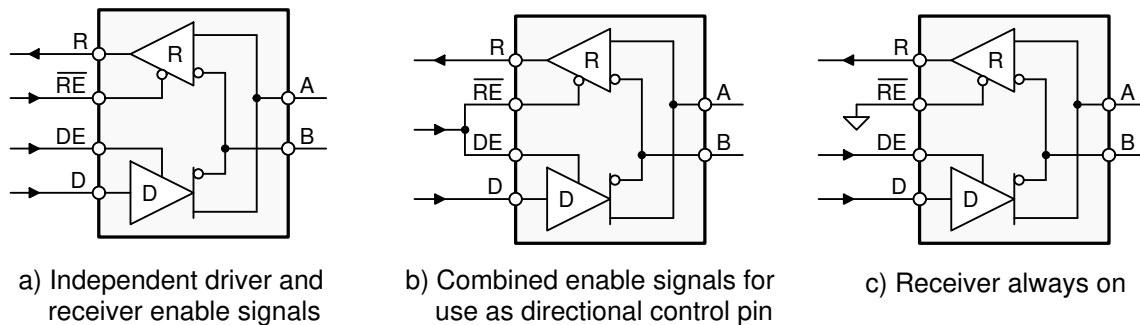 R
R
RE
A
DE
B
D
D
a) Independent driver and
receiver enable signals
R
R
RE
A
DE
B
D
D
b) Combined enable signals for
use as directional control pin
R
R
RE
A
DE
B
D
D
c) Receiver always on